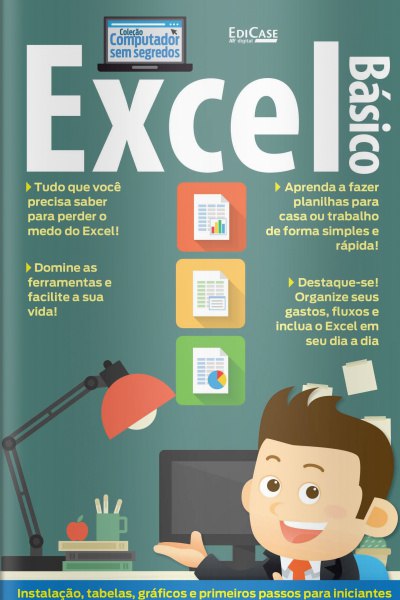 Coleção
Computador
sem segredos
EDICASE
Alt digital
Excel
Básico
Tudo que você
precisa saber
para perder o
medo do Excel!
Domine as
ferramentas e
facilite a sua
vida!
Aprenda a fazer
planilhas para
casa ou trabalho
de forma simples e
rápida!
Destaque-se!
Organize seus
gastos, fluxos e
inclua o Excel em
seu dia a dia
Instalação, tabelas, gráficos e primeiros passos para iniciantes